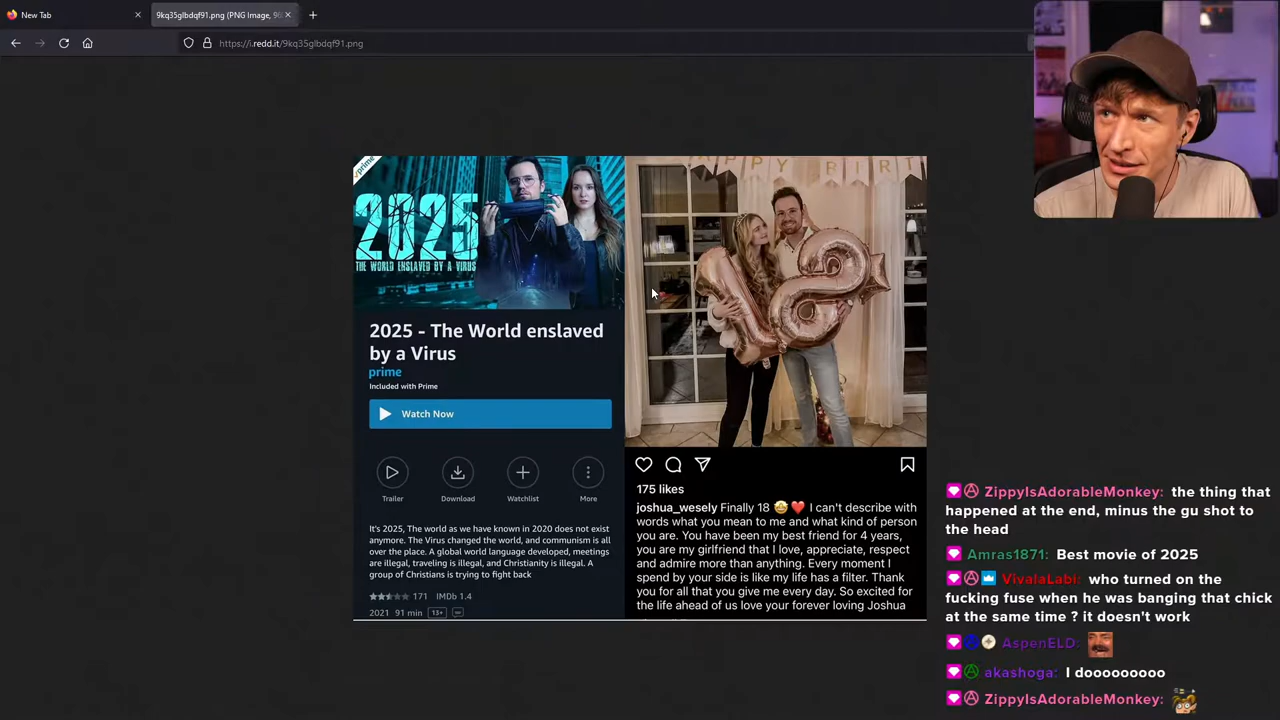 New Tab
9kq35glbdqf91.png (PNG Image, 96
https://i.redd.it/9kq35glbdqf91.png
prime
2025
THE WORLD ENSLAVED BY A VIRUS
2025 - The World enslaved
by a Virus
prime
Included with Prime
Watch Now
Trailer
Download
Watchlist
More
It's 2025, The world as we have known in 2020 does not exist
anymore. The Virus changed the world, and communism is all
over the place. A global world language developed, meetings
are illegal, traveling is illegal, and Christianity is illegal. A
group of Christians is trying to fight back
171 IMDb 1.4
2021 91 min 13+
APPY BIRT
18
175 likes
joshua_wesely Finally 18 🤩❤️ I can't describe with
words what you mean to me and what kind of person
you are. You have been my best friend for 4 years,
you are my girlfriend that I love, appreciate, respect
and admire more than anything. Every moment I
spend by your side is like my life has a filter. Thank
you for all that you give me every day. So excited for
the life ahead of us love your forever loving Joshua
ZippyIsAdorableMonkey: the thing that
happened at the end, minus the gu shot to
the head
Amras1871: Best movie of 2025
VivalaLabi: who turned on the
fucking fuse when he was banging that chick
at the same time ? it doesn't work
AspenELD:
akashoga: I dooooooooo
ZippyIsAdorableMonkey: